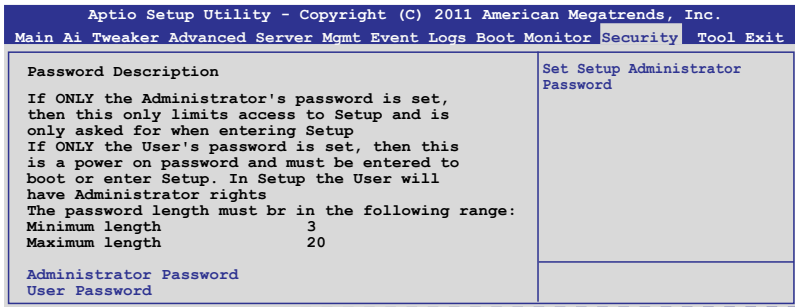 Aptio Setup Utility - Copyright (C) 2011 American Megatrends, Inc.
Main Ai Tweaker Advanced Server Mgmt Event Logs Boot Monitor Security Tool Exit
Password Description
If ONLY the Administrator's password is set,
then this only limits access to Setup and is
only asked for when entering Setup
If ONLY the User's password is set, then this
is a power on password and must be entered to
boot or enter Setup. In Setup the User will
have Administrator rights
The password length must br in the following range:
Minimum length 3
Maximum length 20
Administrator Password
User Password
Set Setup Administrator
Password